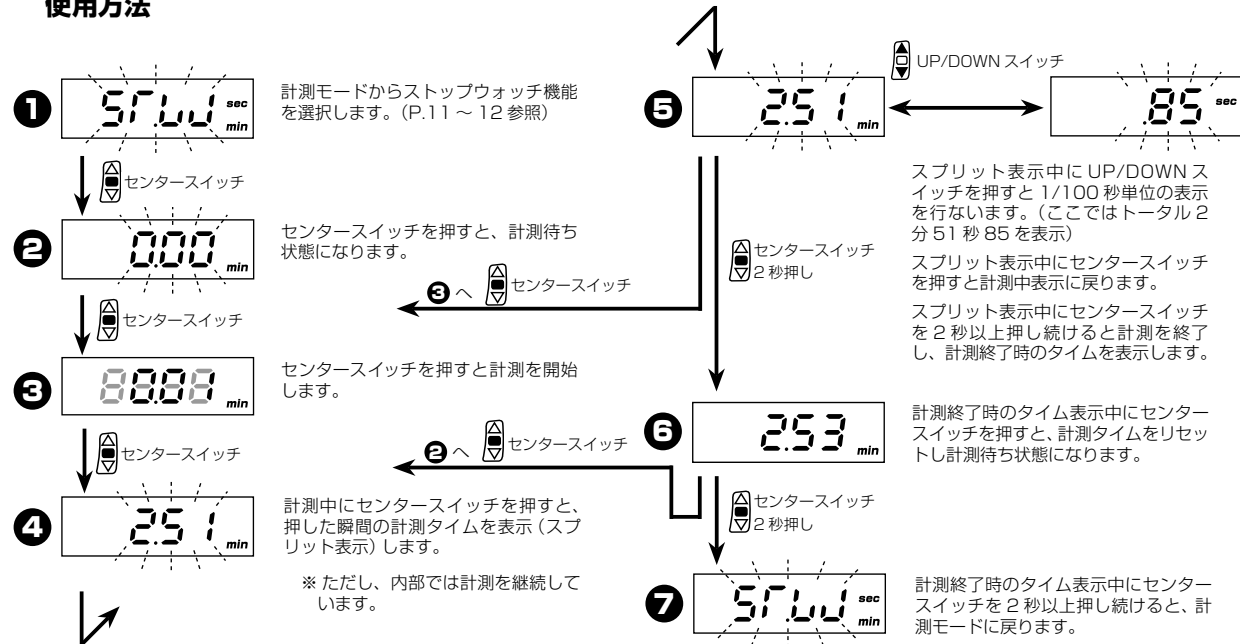 使用方法
❶
ST.W
sec
min
計測モードからストップウォッチ機能
を選択します。(P.11 ~ 12 参照)
センタースイッチ
❷
0.00
min
センタースイッチを押すと、計測待ち
状態になります。
センタースイッチ
❸
0.01
min
センタースイッチを押すと計測を開始
します。
センタースイッチ
❹
2.51
min
計測中にセンタースイッチを押すと、
押した瞬間の計測タイムを表示(スプ
リット表示)します。
※ ただし、内部では計測を継続して
います。
❺
2.51
min
UP/DOWN スイッチ
.85
sec
スプリット表示中に UP/DOWN ス
イッチを押すと 1/100 秒単位の表示
を行ないます。(ここではトータル 2
分 51 秒 85 を表示)
スプリット表示中にセンタースイッチ
を押すと計測中表示に戻ります。
スプリット表示中にセンタースイッチ
を 2 秒以上押し続けると計測を終了
し、計測終了時のタイムを表示します。
❸ へ
センタースイッチ
センタースイッチ
2 秒押し
❻
2.53
min
計測終了時のタイム表示中にセンター
スイッチを押すと、計測タイムをリセッ
トし計測待ち状態になります。
❷ へ
センタースイッチ
センタースイッチ
2 秒押し
❼
ST.W
sec
min
計測終了時のタイム表示中にセンター
スイッチを 2 秒以上押し続けると、計
測モードに戻ります。